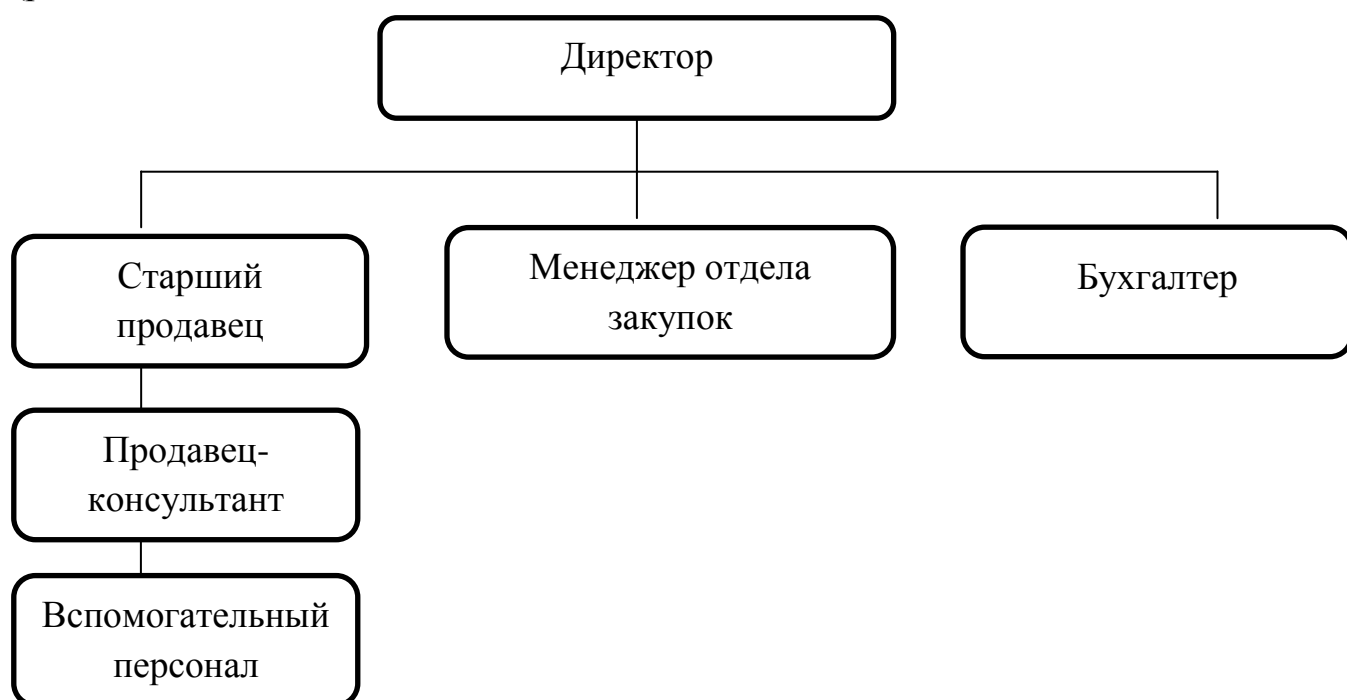 Директор
Старший
продавец
Менеджер отдела
закупок
Бухгалтер
Продавец-
консультант
Вспомогательный
персонал